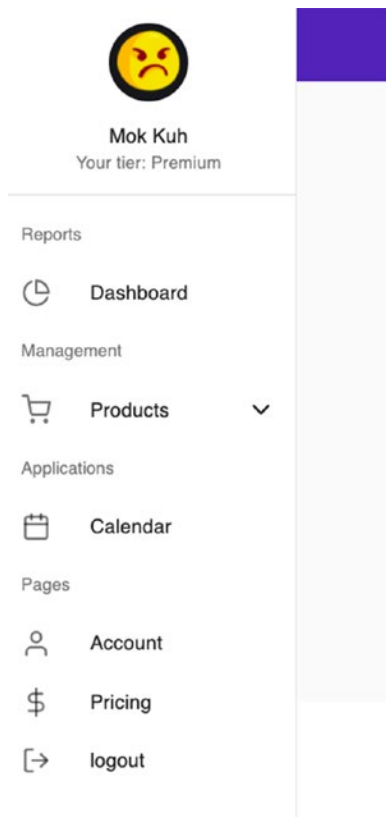 Mok Kuh
Your tier: Premium
Reports
Dashboard
Management
Products
Applications
Calendar
Pages
Account
Pricing
logout